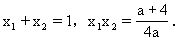 x₁ + x₂ = 1, x₁x₂ = (a + 4)/(4a).